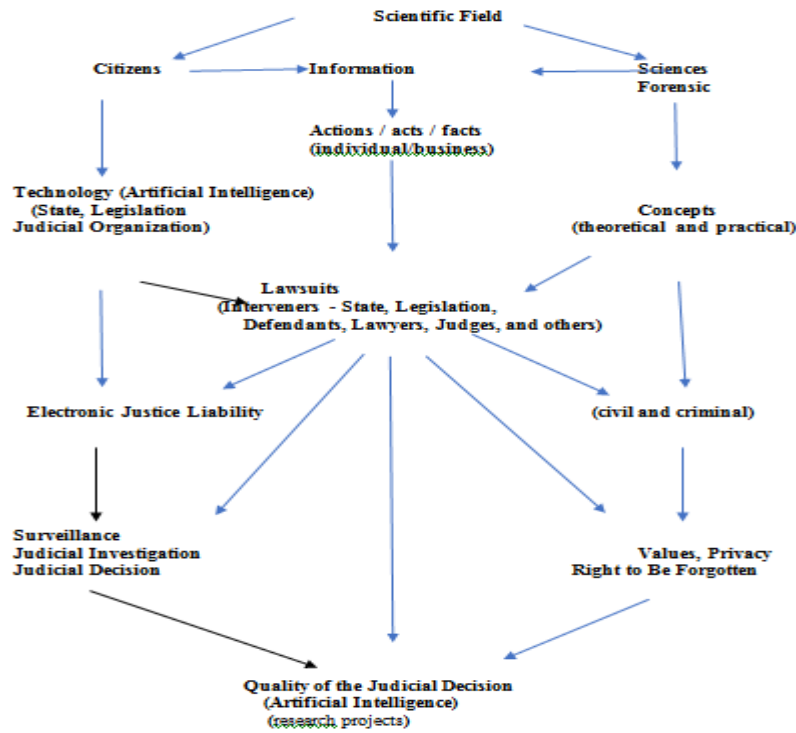 Scientific Field
Citizens
Information
Sciences
Forensic
Actions / acts / facts
(individual/business)
Technology (Artificial Intelligence)
(State, Legislation
Judicial Organization)
Concepts
(theoretical and practical)
Lawsuits
(Interveners - State, Legislation,
Defendants, Lawyers, Judges, and others)
Electronic Justice Liability
(civil and criminal)
Surveillance
Judicial Investigation
Judicial Decision
Values, Privacy
Right to Be Forgotten
Quality of the Judicial Decision
(Artificial Intelligence)
(research projects)